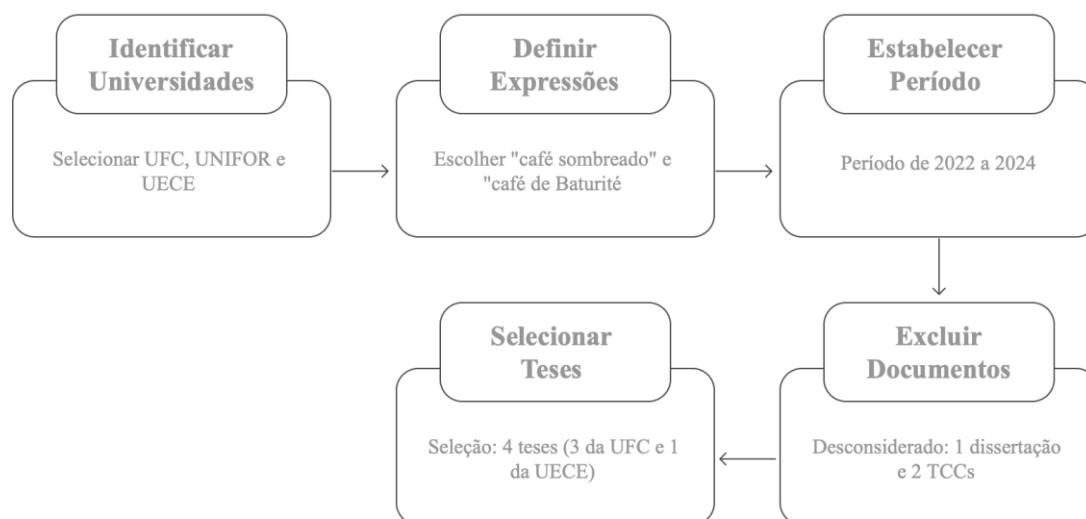 Identificar
Universidades
Selecionar UFC, UNIFOR e
UECE
Definir
Expressões
Escolher "café sombreado" e
"café de Baturité
Estabelecer
Período
Período de 2022 a 2024
Excluir
Documentos
Desconsiderado: 1 dissertação
e 2 TCCs
Selecionar
Teses
Seleção: 4 teses (3 da UFC e 1
da UECE)